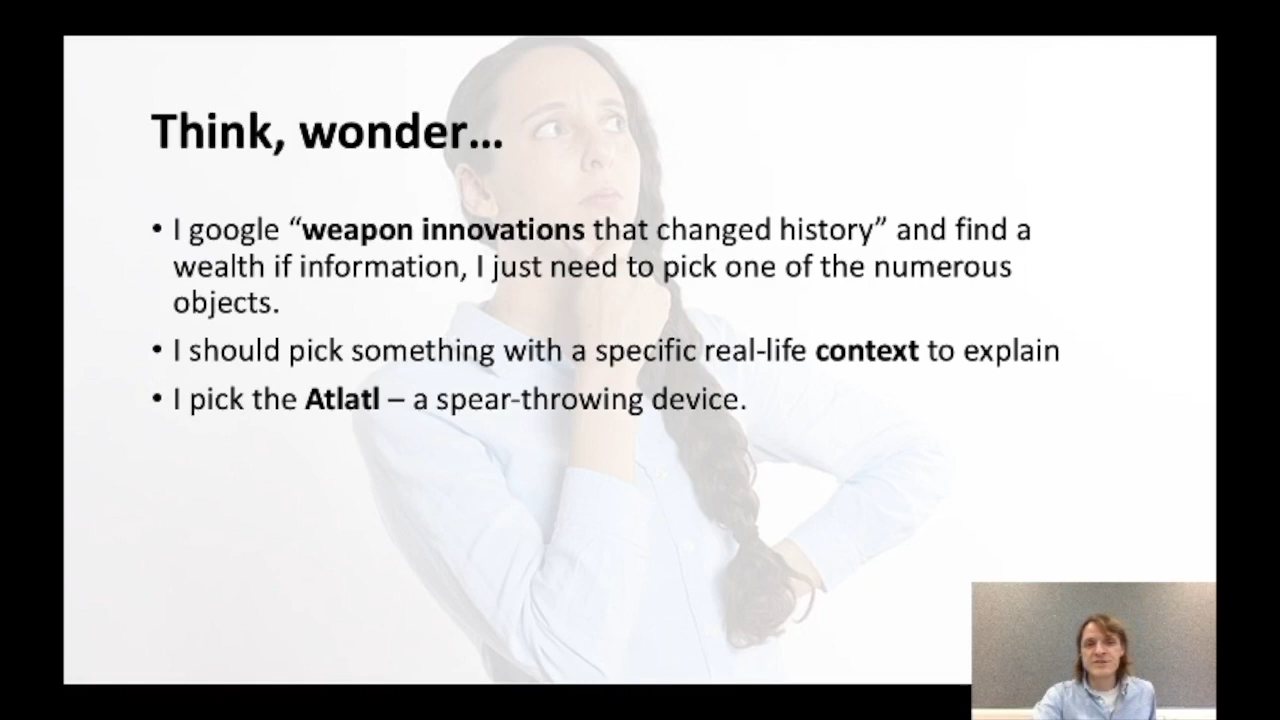 Think, wonder...
• I google “weapon innovations that changed history” and find a
wealth if information, I just need to pick one of the numerous
objects.
• I should pick something with a specific real-life context to explain
• I pick the Atlatl – a spear-throwing device.